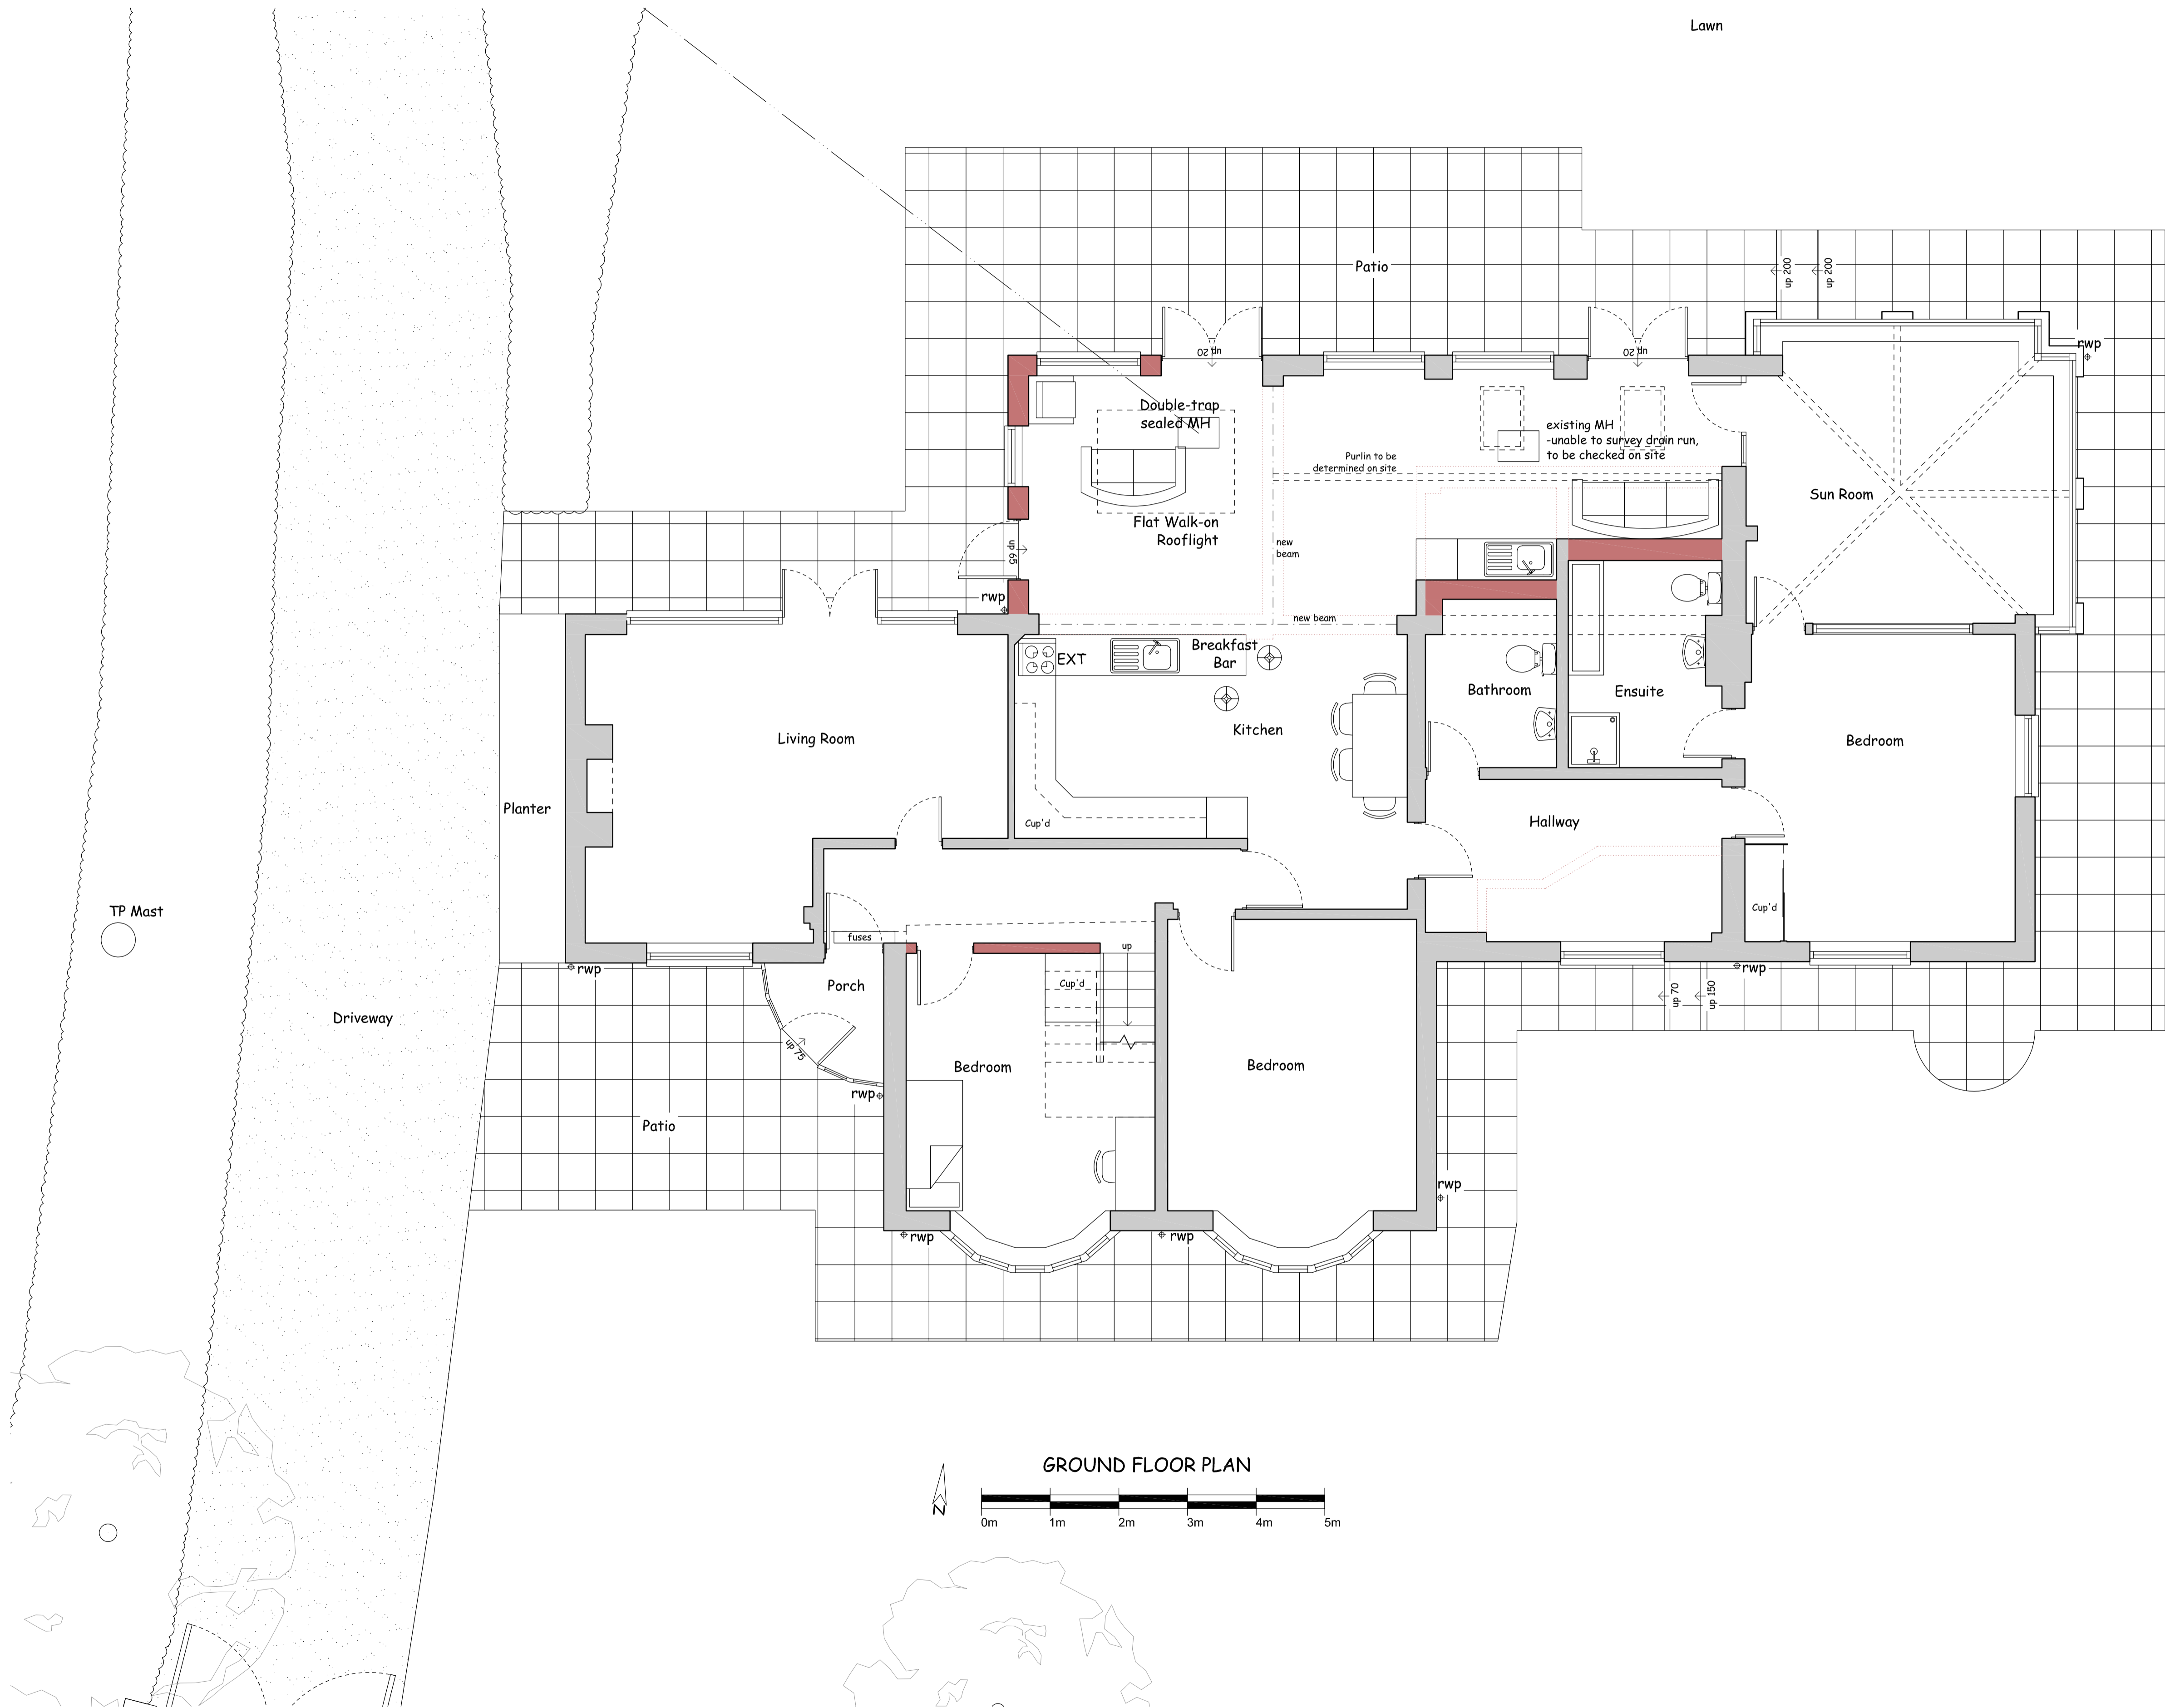 Lawn
Patio
up 200
up 200
rwp
up 20
up 20
Double-trap
sealed MH
existing MH
-unable to survey drain run,
to be checked on site
Purlin to be
determined on site
Sun Room
Flat Walk-on
Rooflight
new
beam
up 65
rwp
new beam
Breakfast
Bar
EXT
Bathroom
Ensuite
Kitchen
Living Room
Bedroom
Planter
Cup'd
Hallway
TP Mast
Cup'd
fuses
up
rwp
rwp
Porch
Cup'd
up 70
up 150
Driveway
up 75
Bedroom
Bedroom
rwp
Patio
rwp
rwp
rwp
GROUND FLOOR PLAN
N
0m
1m
2m
3m
4m
5m